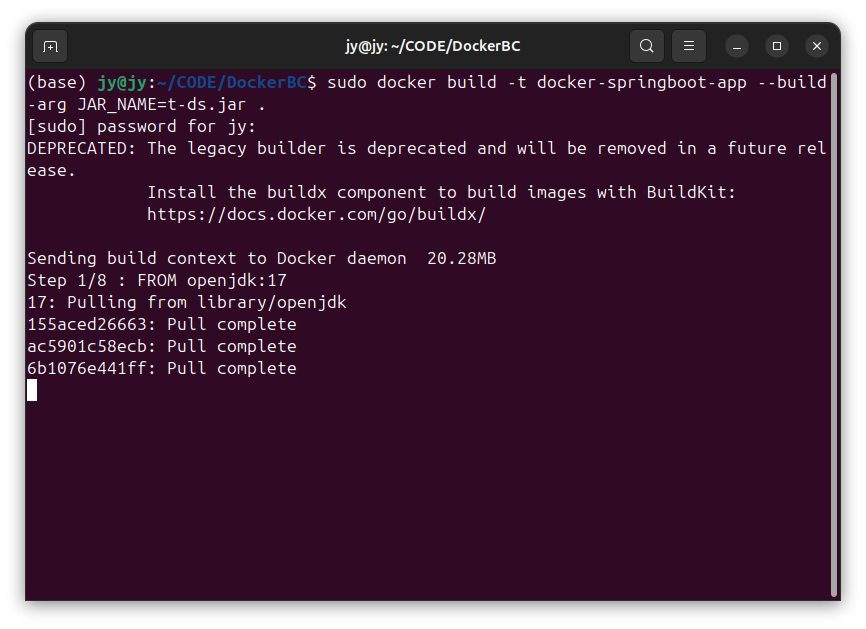 jy@jy: ~/CODE/DockerBC
(base) jy@jy:~/CODE/DockerBC$ sudo docker build -t docker-springboot-app --build
-arg JAR_NAME=t-ds.jar .
[sudo] password for jy:
DEPRECATED: The legacy builder is deprecated and will be removed in a future rel
ease.
            Install the buildx component to build images with BuildKit:
            https://docs.docker.com/go/buildx/

Sending build context to Docker daemon  20.28MB
Step 1/8 : FROM openjdk:17
17: Pulling from library/openjdk
155aced26663: Pull complete
ac5901c58ecb: Pull complete
6b1076e441ff: Pull complete